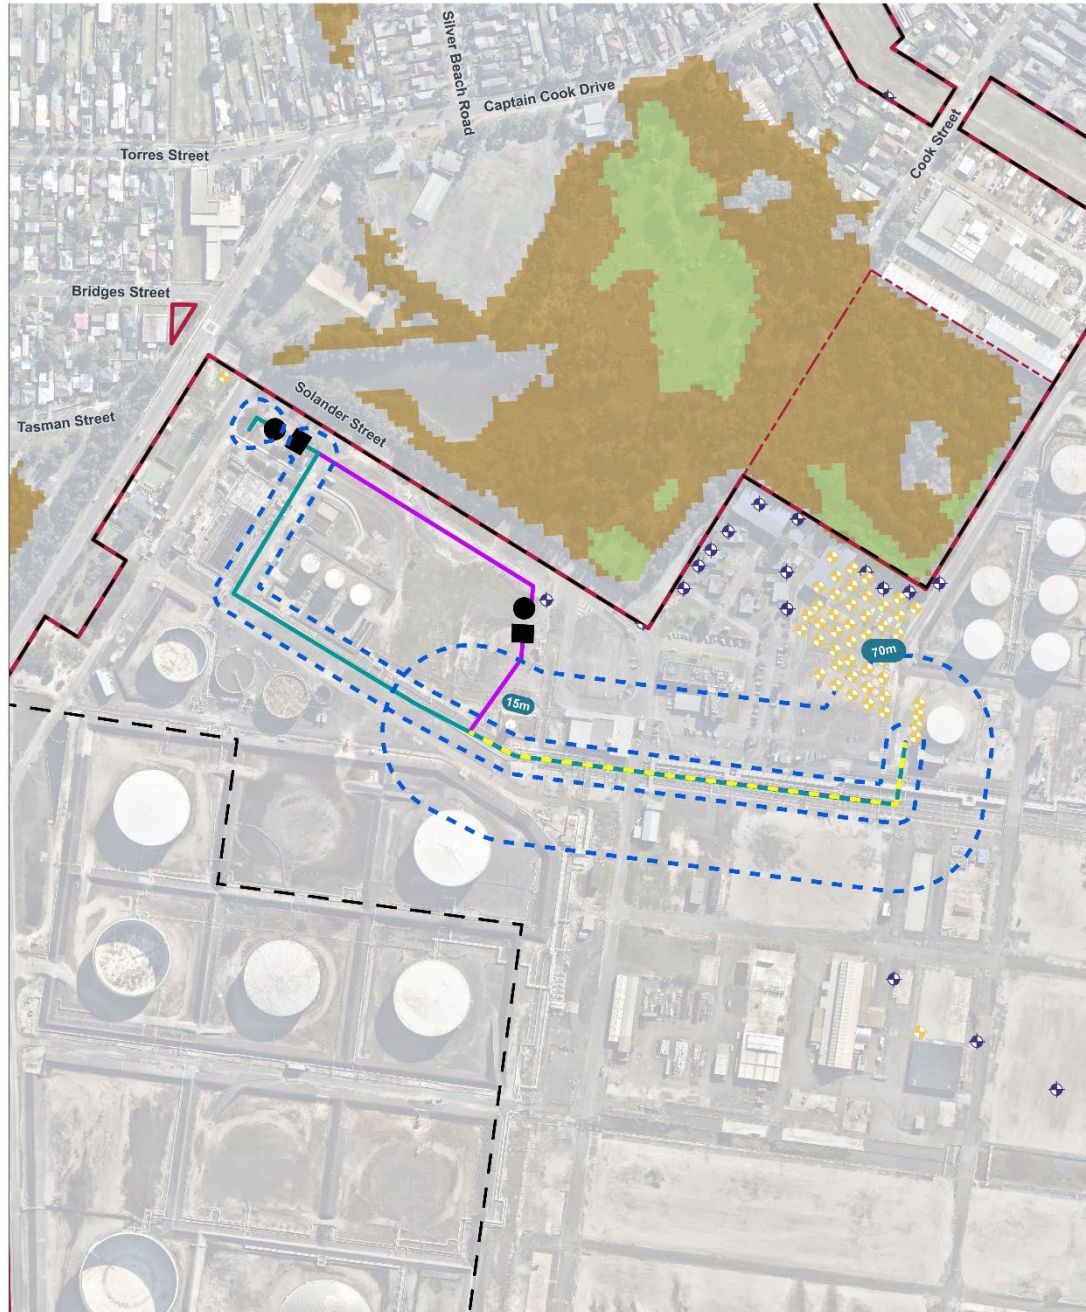 Silver Beach Road
Captain Cook Drive
Cook Street
Torres Street
Bridges Street
Solander Street
Tasman Street
70m
15m